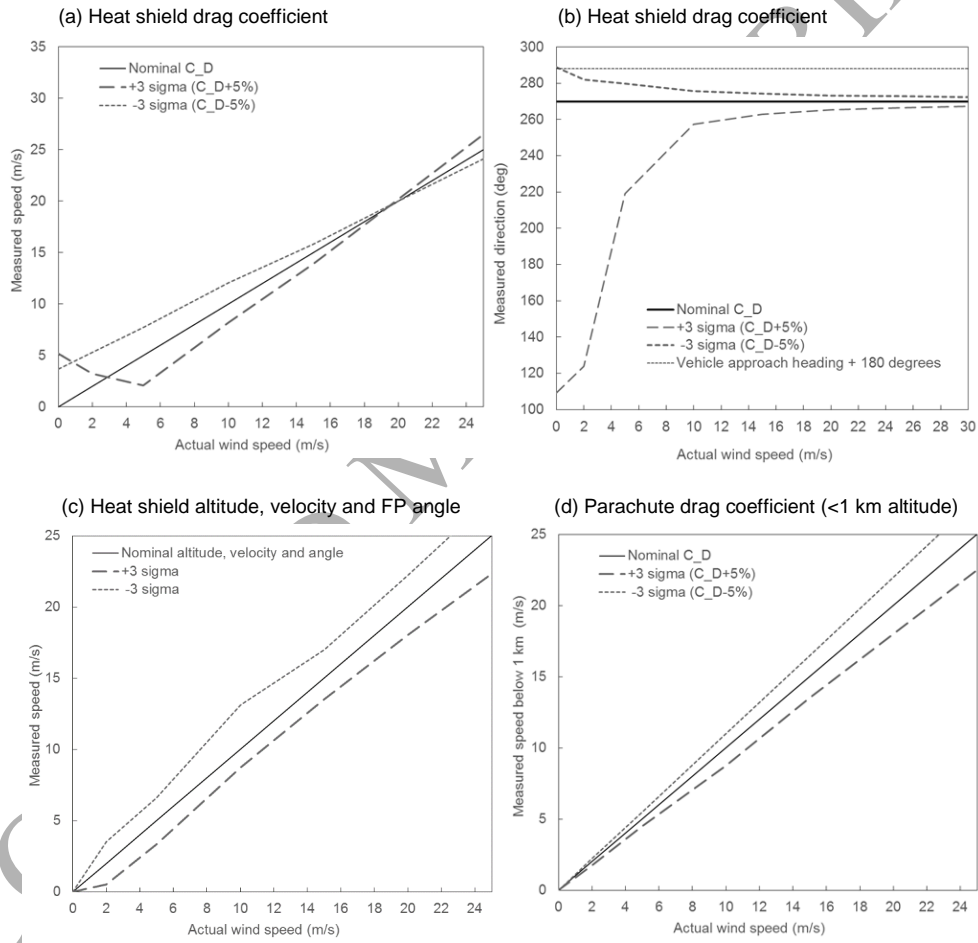 (a) Heat shield drag coefficient
35
30
25
20
15
10
5
0
Measured speed (m/s)
Nominal C_D
+3 sigma (C_D+5%)
-3 sigma (C_D-5%)
0 2 4 6 8 10 12 14 16 18 20 22 24
Actual wind speed (m/s)
(b) Heat shield drag coefficient
300
280
260
240
220
200
180
160
140
120
100
Measured direction (deg)
Nominal C_D
+3 sigma (C_D+5%)
-3 sigma (C_D-5%)
Vehicle approach heading + 180 degrees
0 2 4 6 8 10 12 14 16 18 20 22 24 26 28 30
Actual wind speed (m/s)
(c) Heat shield altitude, velocity and FP angle
25
20
15
10
5
0
Measured speed (m/s)
Nominal altitude, velocity and angle
+3 sigma
-3 sigma
0 2 4 6 8 10 12 14 16 18 20 22 24
Actual wind speed (m/s)
(d) Parachute drag coefficient (<1 km altitude)
25
20
15
10
5
0
Measured speed below 1 km (m/s)
Nominal C_D
+3 sigma (C_D+5%)
-3 sigma (C_D-5%)
0 2 4 6 8 10 12 14 16 18 20 22 24
Actual wind speed (m/s)